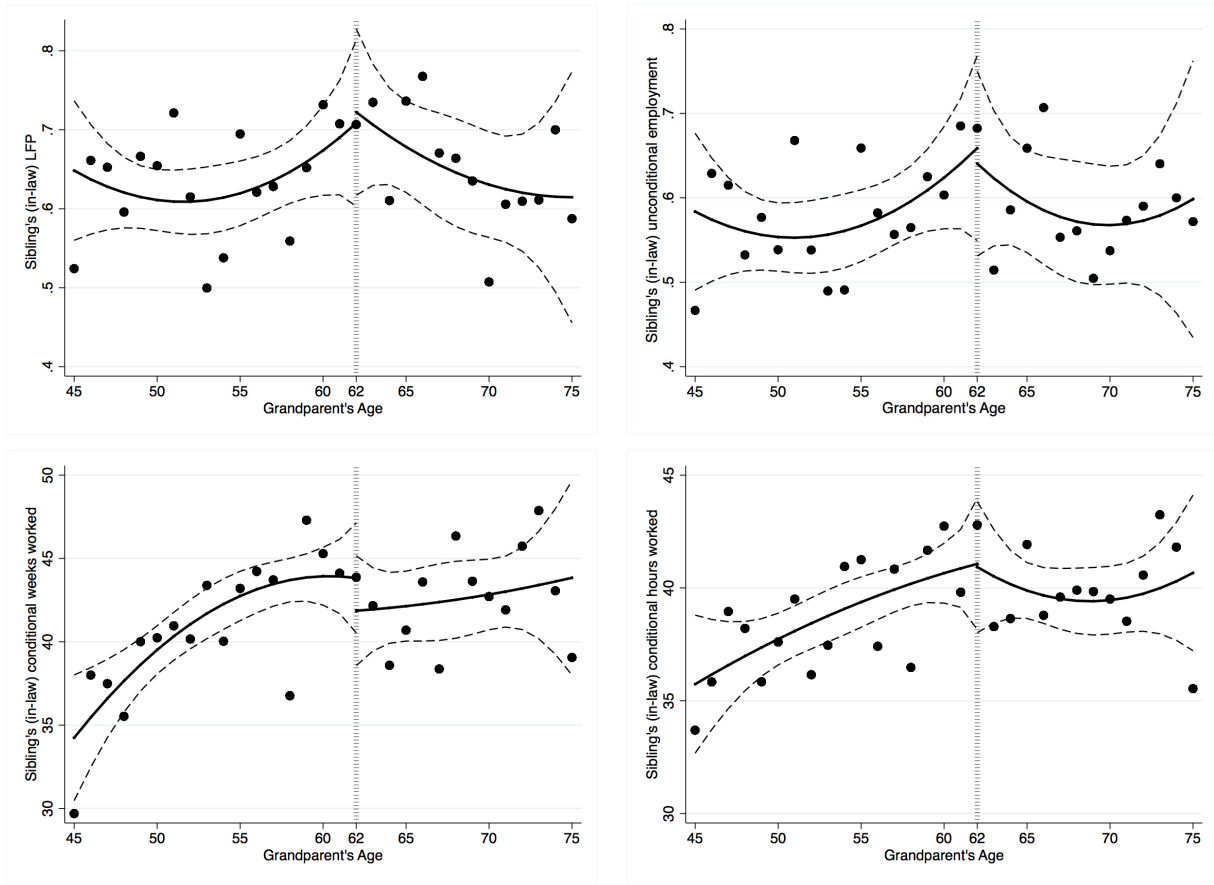 Sibling's (in-law) LFP
.8
.7
.6
.5
.4
45 50 55 60 62 65 70 75
Grandparent's Age
Sibling's (in-law) unconditional employment
.8
.7
.6
.5
.4
45 50 55 60 62 65 70 75
Grandparent's Age
Sibling's (in-law) conditional weeks worked
50
45
40
35
30
45 50 55 60 62 65 70 75
Grandparent's Age
Sibling's (in-law) conditional hours worked
45
40
35
30
45 50 55 60 62 65 70 75
Grandparent's Age